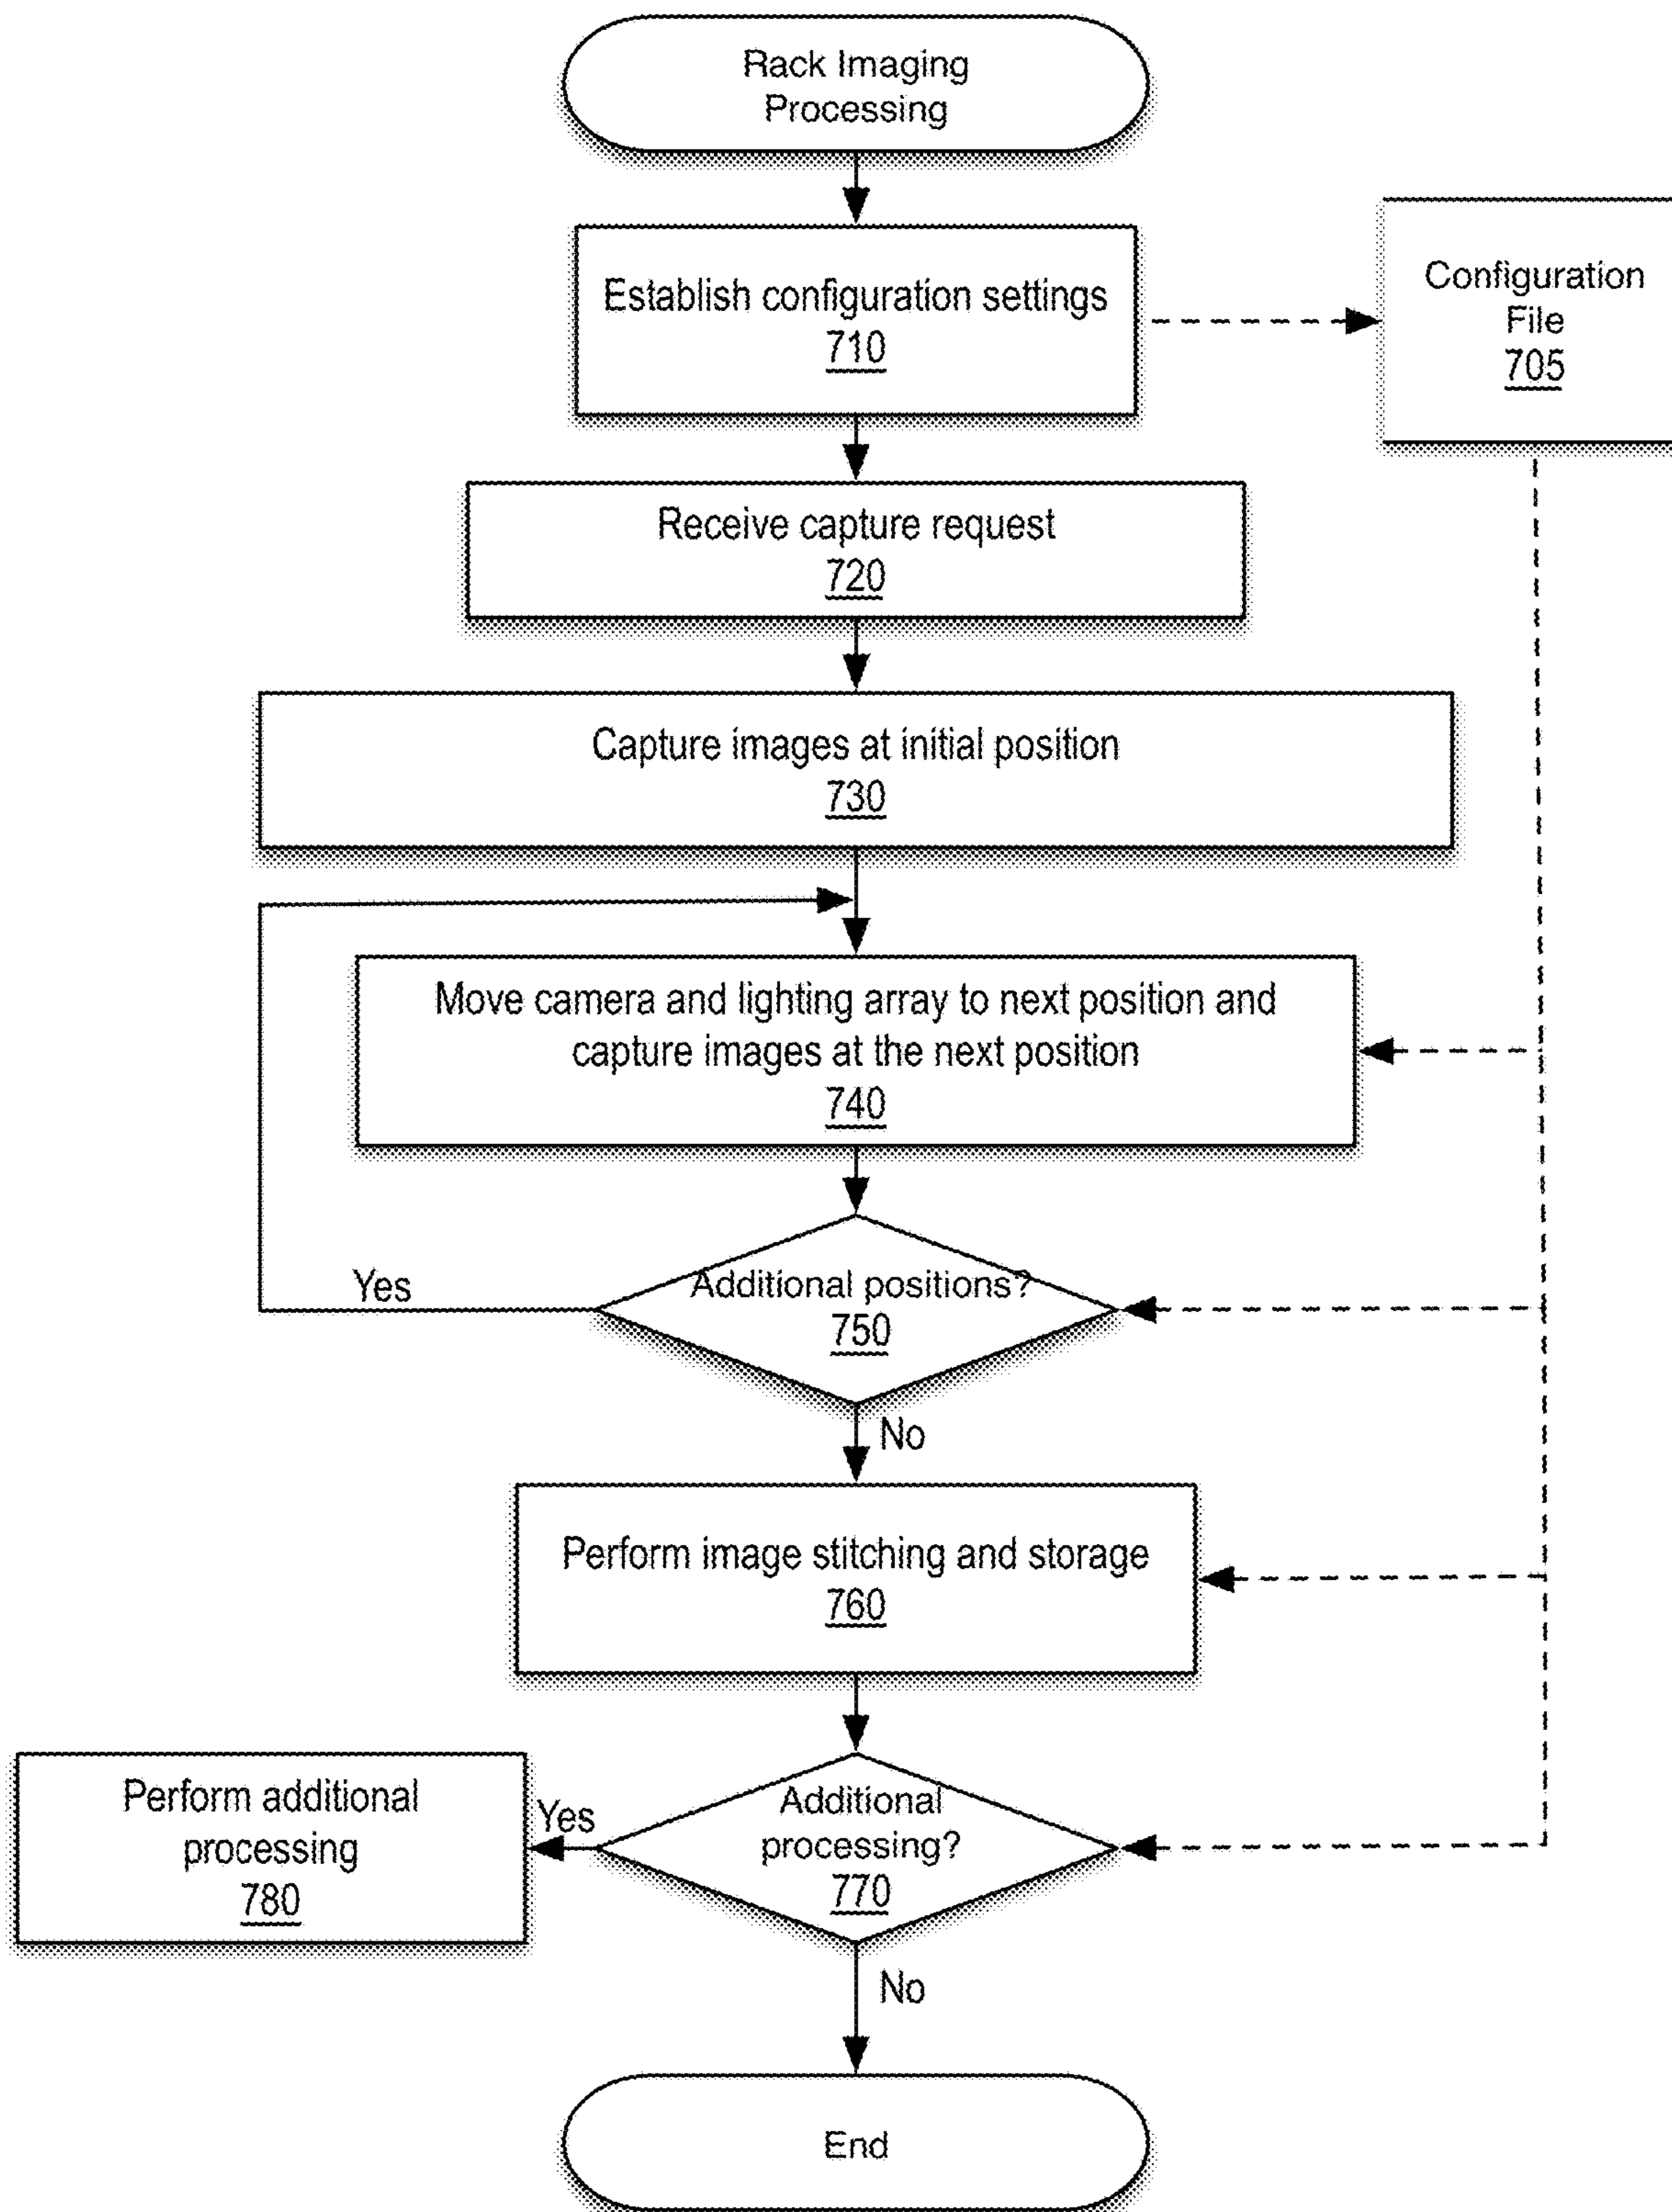 Rack Imaging
Processing
Establish configuration settings
710
Configuration
File
705
Receive capture request
720
Capture images at initial position
730
Move camera and lighting array to next position and
capture images at the next position
740
Additional positions?
750
Yes
No
Perform image stitching and storage
760
Additional
processing?
770
Yes
Perform additional
processing
780
No
End